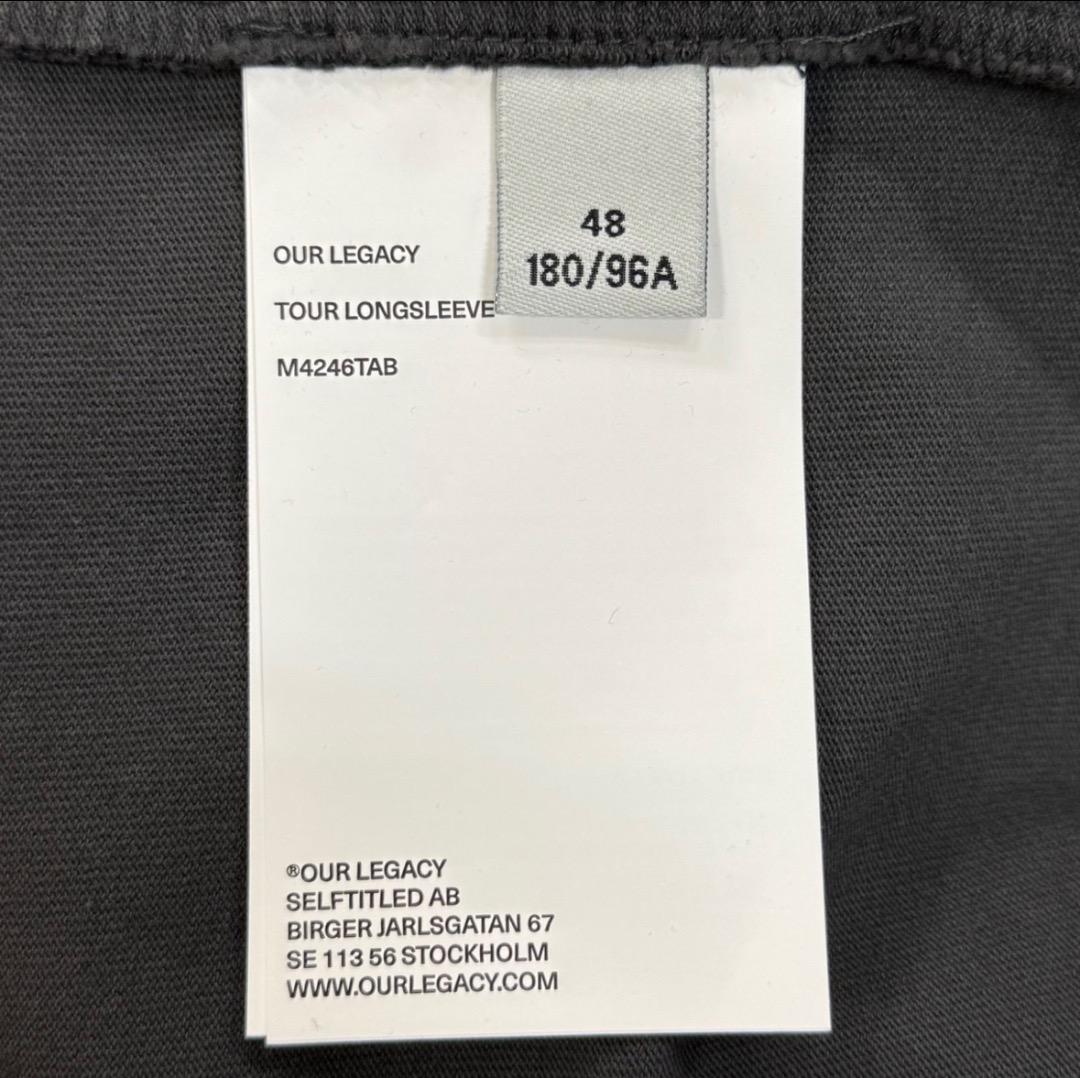 48
180/96A
OUR LEGACY
TOUR LONGSLEEVE
M4246TAB
®OUR LEGACY
SELFTITLED AB
BIRGER JARLSGATAN 67
SE 113 56 STOCKHOLM
WWW.OURLEGACY.COM